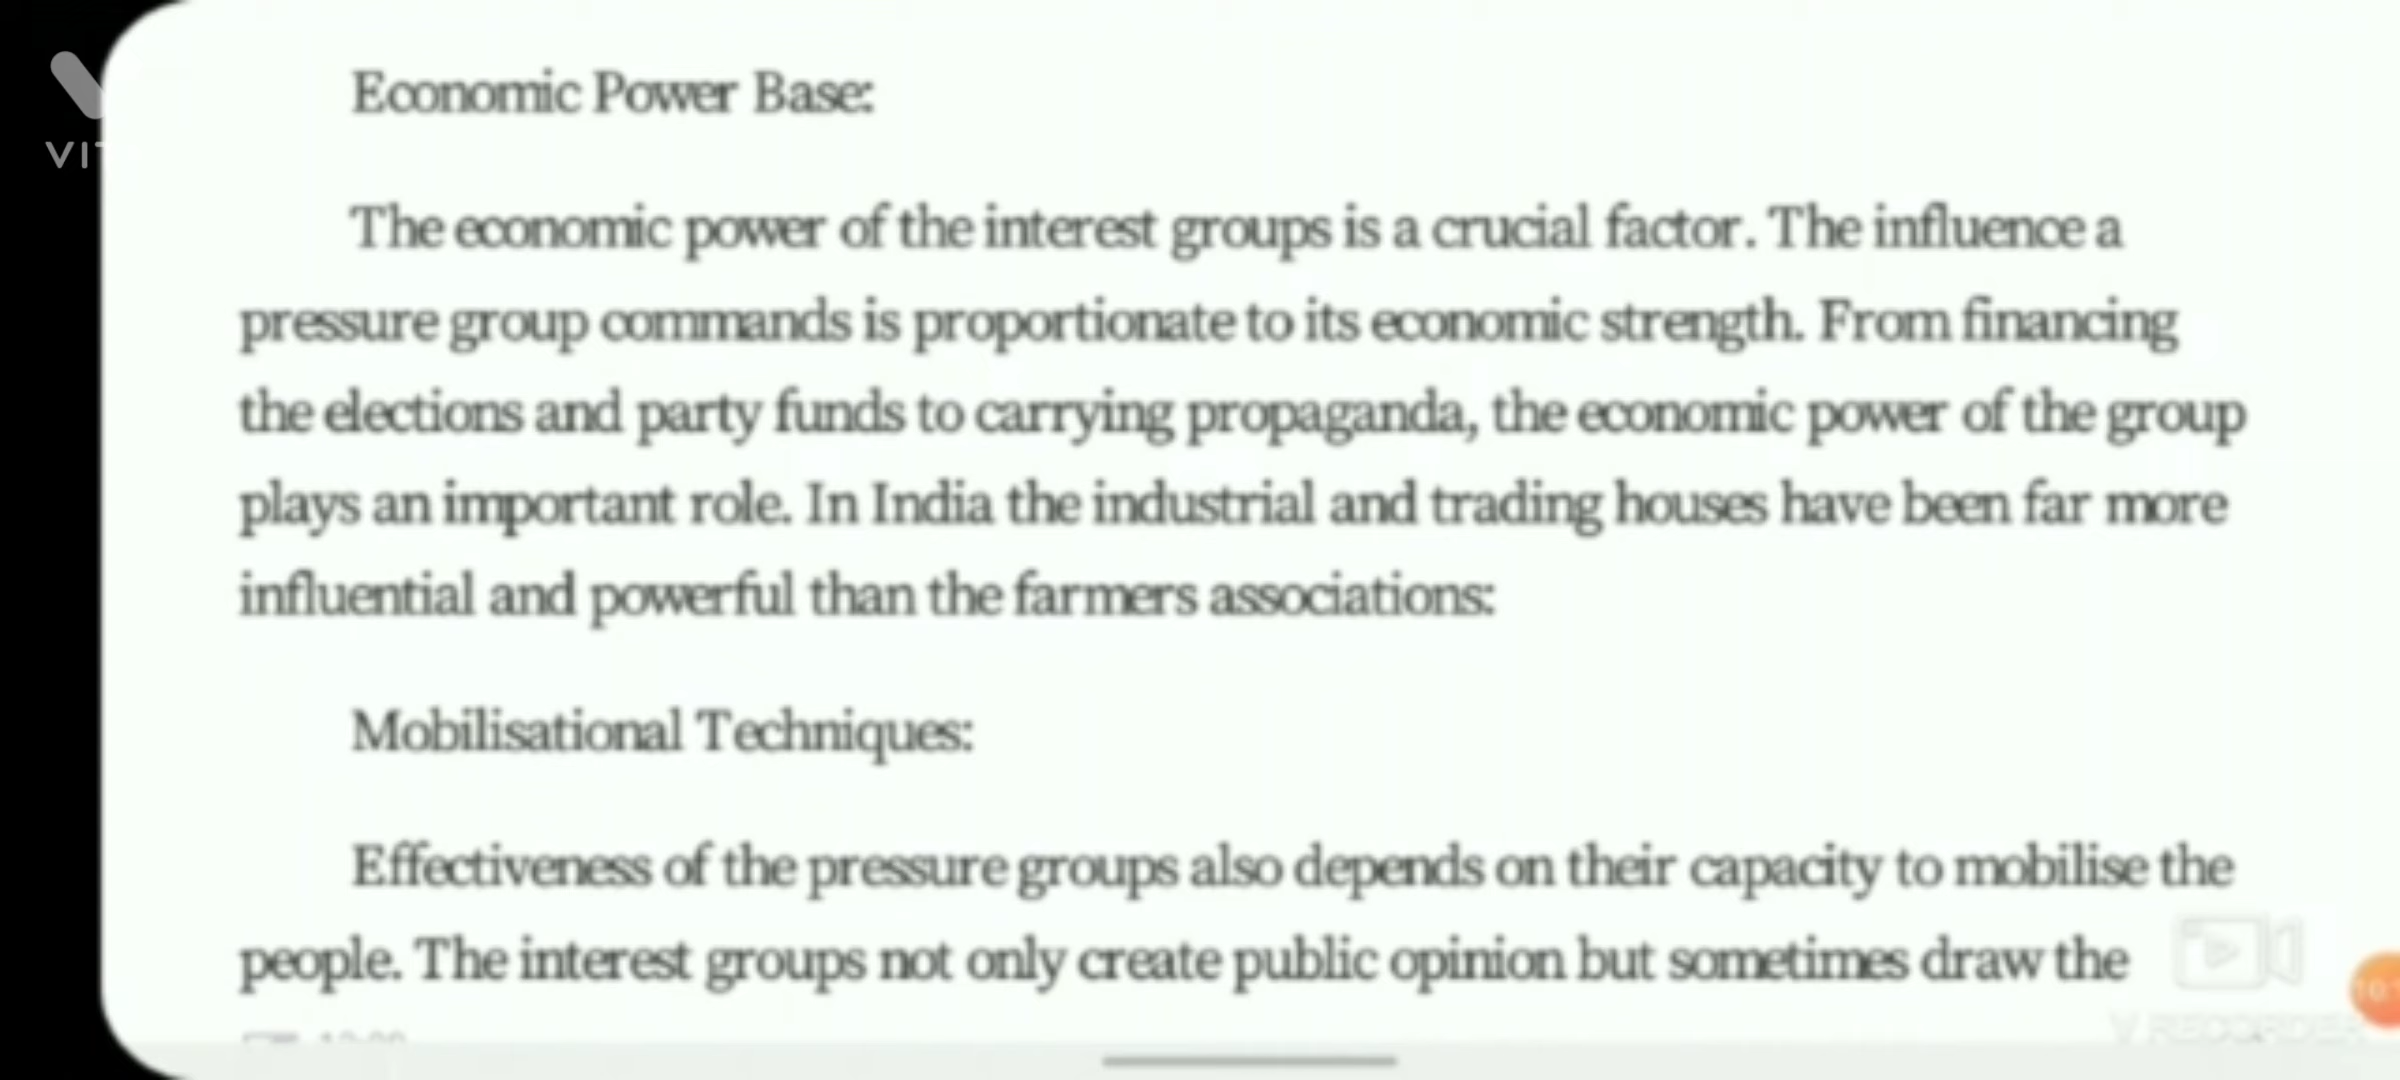 Economic Power Base:
The economic power of the interest groups is a crucial factor. The influence a
pressure group commands is proportionate to its economic strength. From financing
the elections and party funds to carrying propaganda, the economic power of the group
plays an important role. In India the industrial and trading houses have been far more
influential and powerful than the farmers associations:
Mobilisational Techniques:
Effectiveness of the pressure groups also depends on their capacity to mobilise the
people. The interest groups not only create public opinion but sometimes draw the
V RECORDER